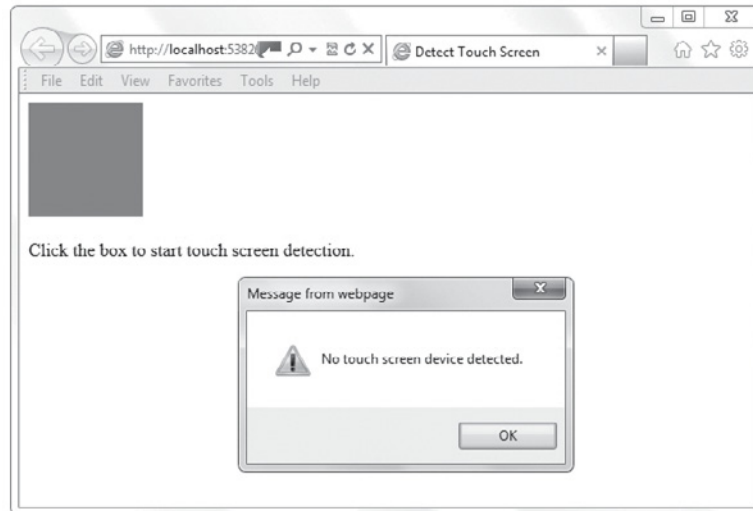 http://localhost:5382
Detect Touch Screen
File Edit View Favorites Tools Help
Click the box to start touch screen detection.
Message from webpage
No touch screen device detected.
OK